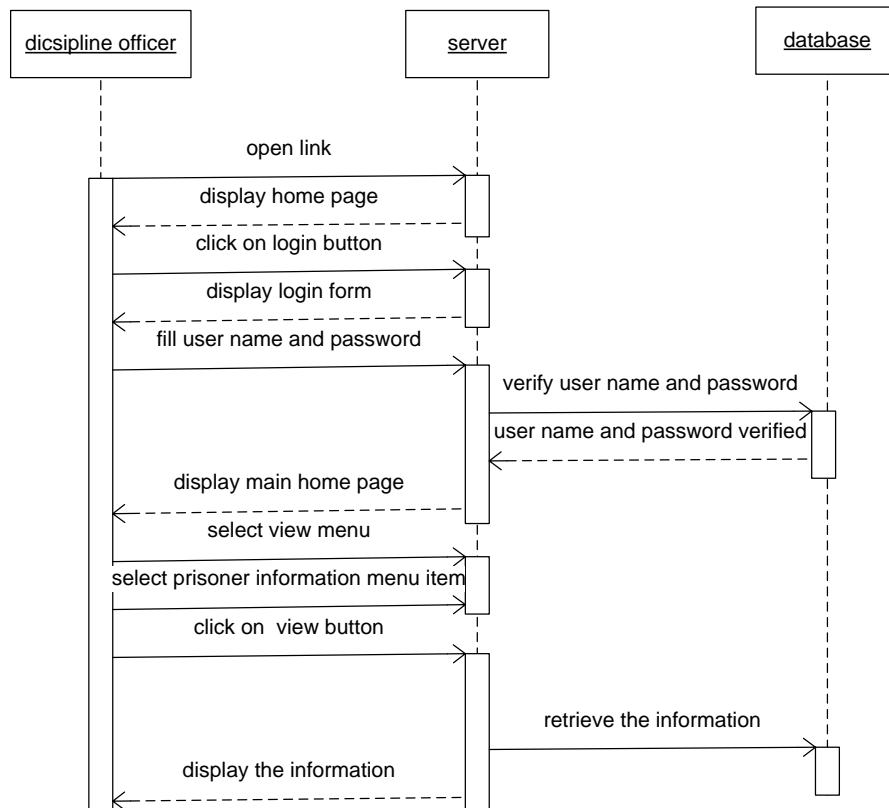 dicsipline officer
server
database
open link
display home page
click on login button
display login form
fill user name and password
verify user name and password
user name and password verified
display main home page
select view menu
select prisoner information menu item
click on view button
retrieve the information
display the information